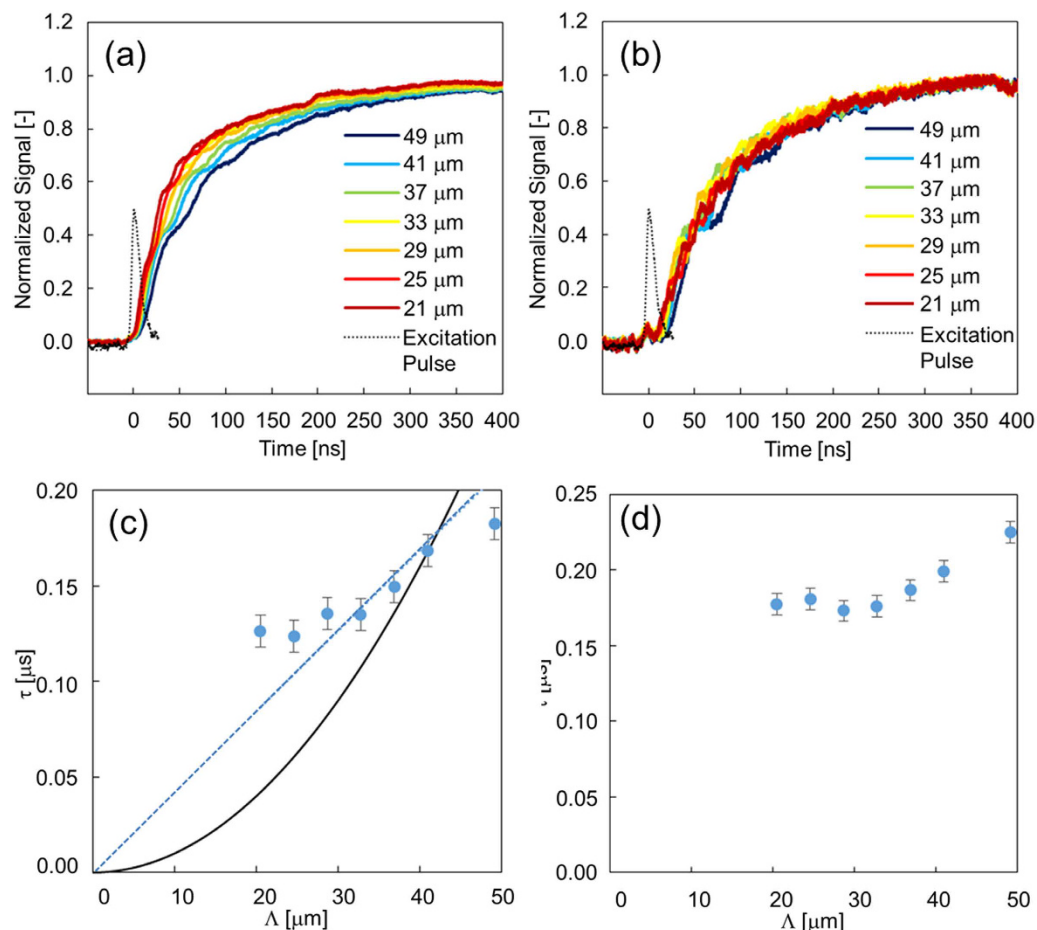 (a)
1.2
1.0
0.8
0.6
0.4
0.2
0.0
Normalized Signal [-]
49 μm
41 μm
37 μm
33 μm
29 μm
25 μm
21 μm
Excitation
Pulse
0 50 100 150 200 250 300 350 400
Time [ns]
(b)
1.2
1.0
0.8
0.6
0.4
0.2
0.0
Normalized Signal [-]
49 μm
41 μm
37 μm
33 μm
29 μm
25 μm
21 μm
Excitation
Pulse
0 50 100 150 200 250 300 350 400
Time [ns]
(c)
0.20
0.15
0.10
0.05
0.00
τ [μs]
0 10 20 30 40 50
Λ [μm]
(d)
0.25
0.20
0.15
0.10
0.05
0.00
0 10 20 30 40 50
Λ [μm]